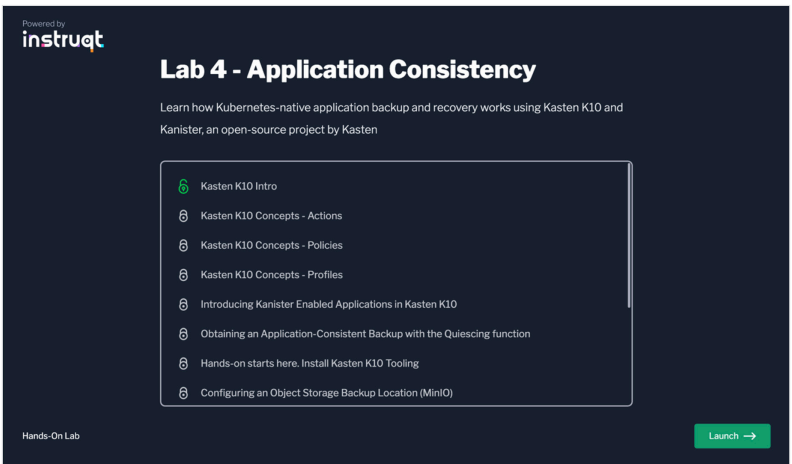 Powered by
instruqt
Lab 4 - Application Consistency
Learn how Kubernetes-native application backup and recovery works using Kasten K10 and
Kanister, an open-source project by Kasten
Kasten K10 Intro
Kasten K10 Concepts - Actions
Kasten K10 Concepts - Policies
Kasten K10 Concepts - Profiles
Introducing Kanister Enabled Applications in Kasten K10
Obtaining an Application-Consistent Backup with the Quiescing function
Hands-on starts here. Install Kasten K10 Tooling
Configuring an Object Storage Backup Location (MinIO)
Hands-On Lab
Launch →